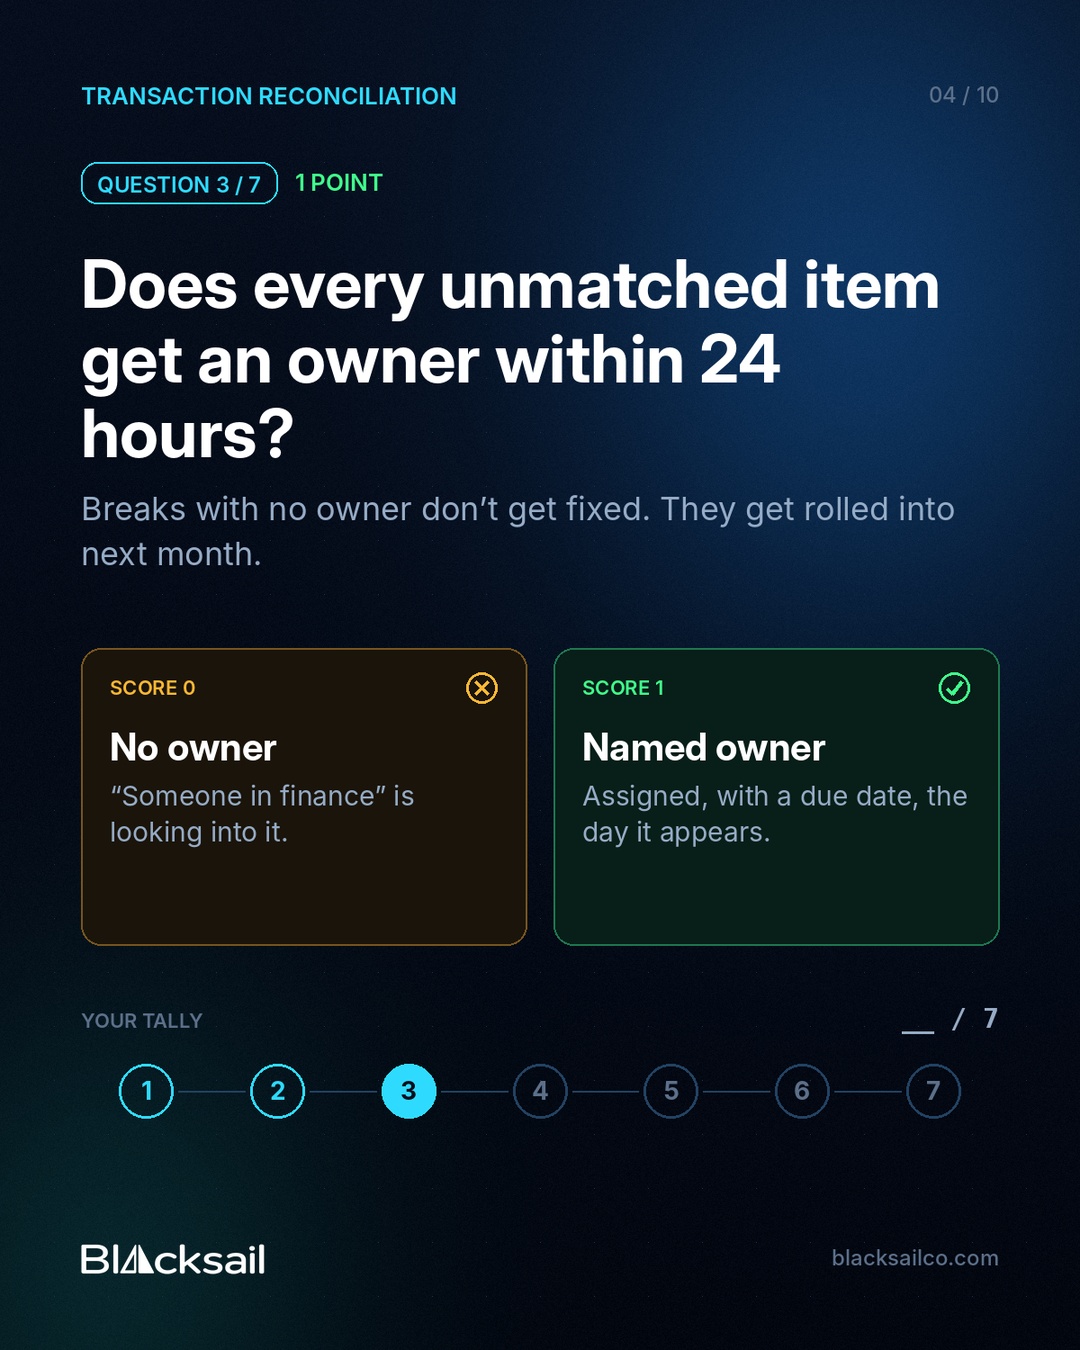 TRANSACTION RECONCILIATION
04 / 10
QUESTION 3 / 7
1 POINT
Does every unmatched item
get an owner within 24
hours?
Breaks with no owner don’t get fixed. They get rolled into
next month.
SCORE 0
No owner
“Someone in finance” is
looking into it.
SCORE 1
Named owner
Assigned, with a due date, the
day it appears.
YOUR TALLY
__ / 7
1
2
3
4
5
6
7
Blacksail
blacksailco.com